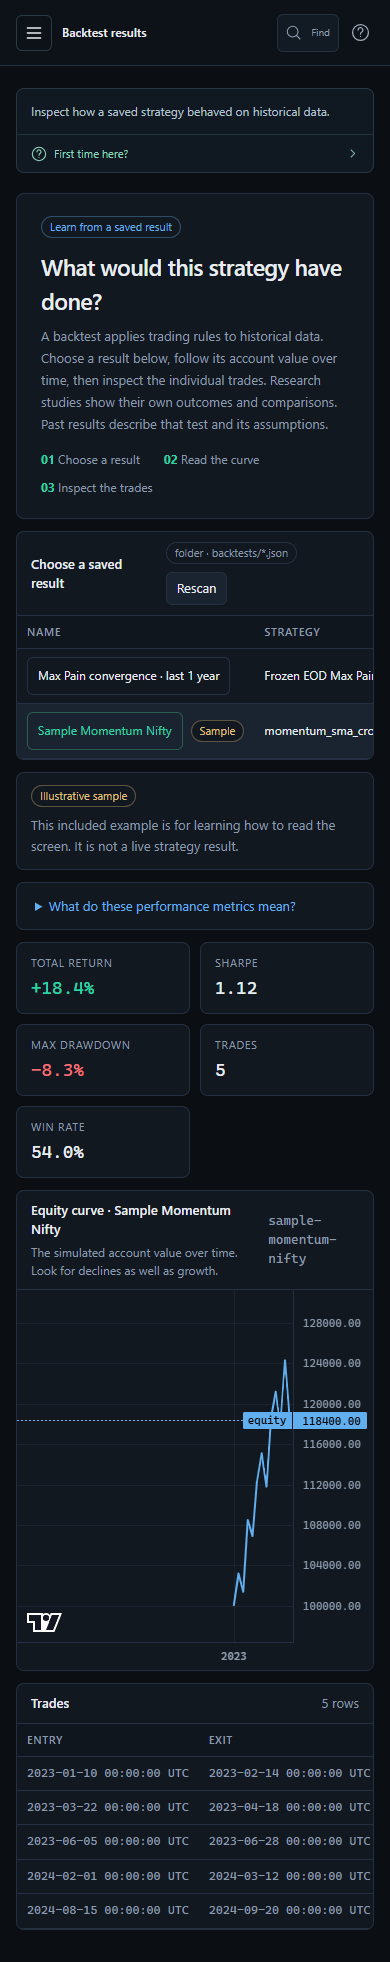 Backtest results
Find
Inspect how a saved strategy behaved on historical data.
First time here?
Learn from a saved result
What would this strategy have
done?
A backtest applies trading rules to historical data.
Choose a result below, follow its account value over
time, then inspect the individual trades. Research
studies show their own outcomes and comparisons.
Past results describe that test and its assumptions.
01 Choose a result 02 Read the curve
03 Inspect the trades
Choose a saved
result
folder · backtests/*.json
Rescan
NAME STRATEGY
Max Pain convergence · last 1 year Frozen EOD Max Pai
Sample Momentum Nifty Sample momentum_sma_cro
Illustrative sample
This included example is for learning how to read the
screen. It is not a live strategy result.
What do these performance metrics mean?
TOTAL RETURN
+18.4%
SHARPE
1.12
MAX DRAWDOWN
−8.3%
TRADES
5
WIN RATE
54.0%
Equity curve · Sample Momentum
Nifty
The simulated account value over time.
Look for declines as well as growth.
sample-
momentum-
nifty
128000.00
124000.00
120000.00
equity 118400.00
116000.00
112000.00
108000.00
104000.00
100000.00
2023
Trades 5 rows
ENTRY EXIT
2023-01-10 00:00:00 UTC 2023-02-14 00:00:00 UTC
2023-03-22 00:00:00 UTC 2023-04-18 00:00:00 UTC
2023-06-05 00:00:00 UTC 2023-06-28 00:00:00 UTC
2024-02-01 00:00:00 UTC 2024-03-12 00:00:00 UTC
2024-08-15 00:00:00 UTC 2024-09-20 00:00:00 UTC